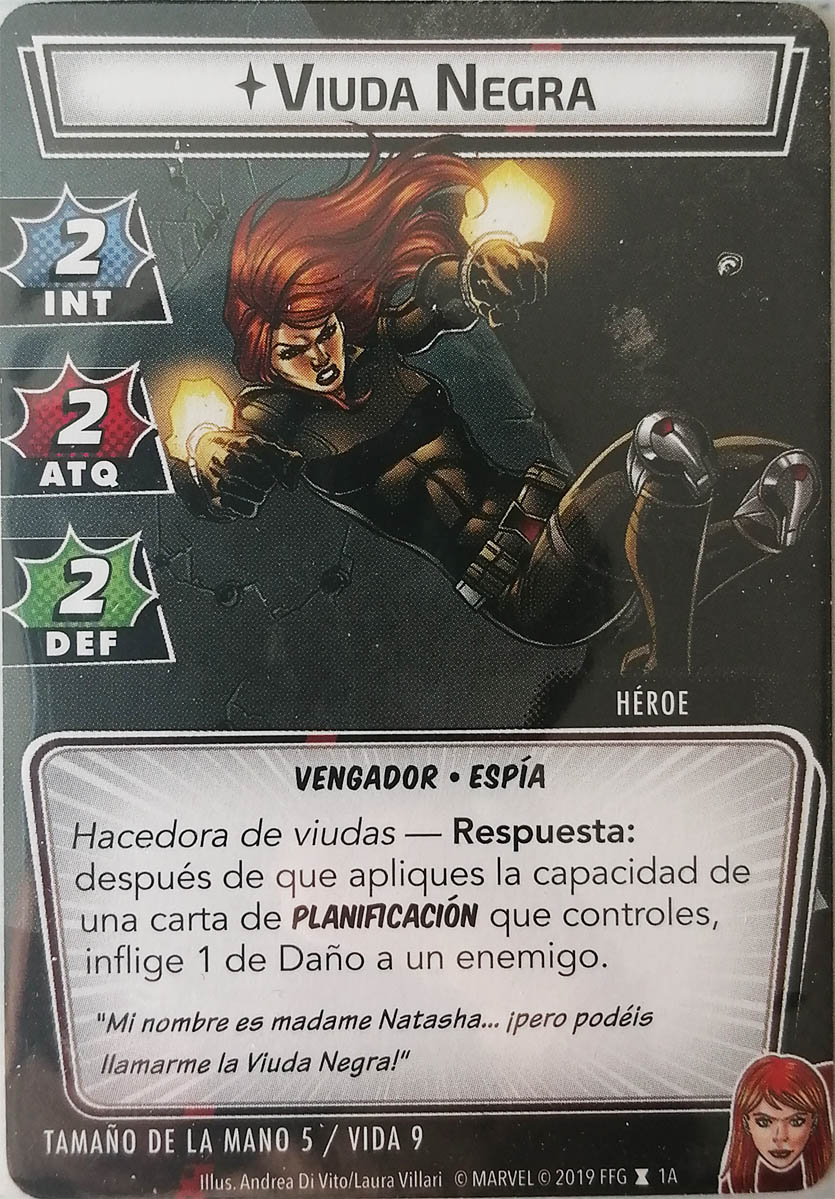 VIUDA NEGRA
2
INT
2
ATQ
2
DEF
HÉROE
VENGADOR • ESPÍA
Hacedora de viudas — Respuesta:
después de que apliques la capacidad de
una carta de PLANIFICACIÓN que controles,
inflige 1 de Daño a un enemigo.
"Mi nombre es madame Natasha... ¡pero podéis
llamarme la Viuda Negra!"
TAMAÑO DE LA MANO 5 / VIDA 9
Illus. Andrea Di Vito/Laura Villari © MARVEL © 2019 FFG 1A